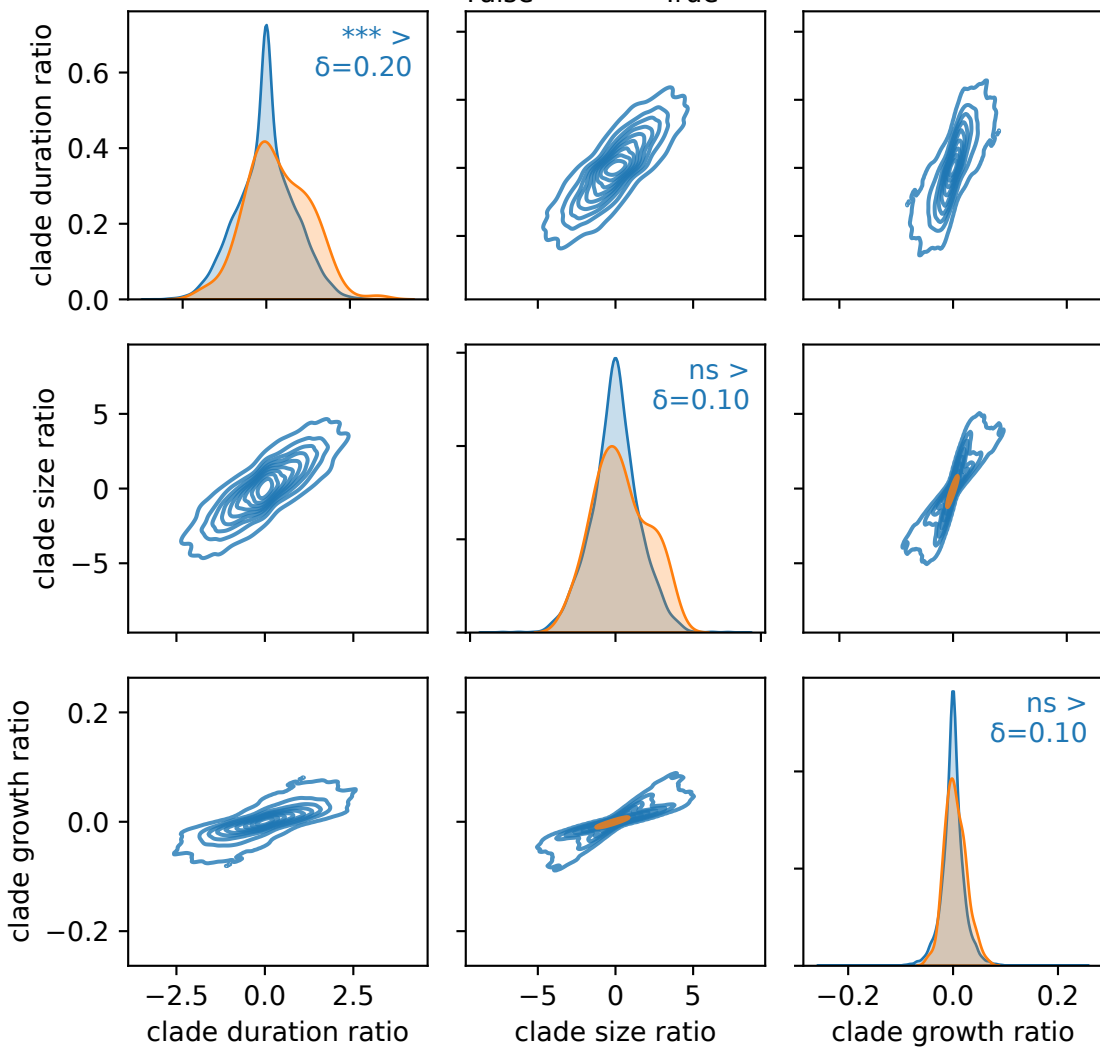 clade duration ratio
0.6
0.4
0.2
0.0
*** >
δ=0.20
clade size ratio
5
0
−5
ns >
δ=0.10
clade growth ratio
0.2
0.0
−0.2
ns >
δ=0.10
−2.5 0.0 2.5
−5 0 5
−0.2 0.0 0.2
clade duration ratio
clade size ratio
clade growth ratio